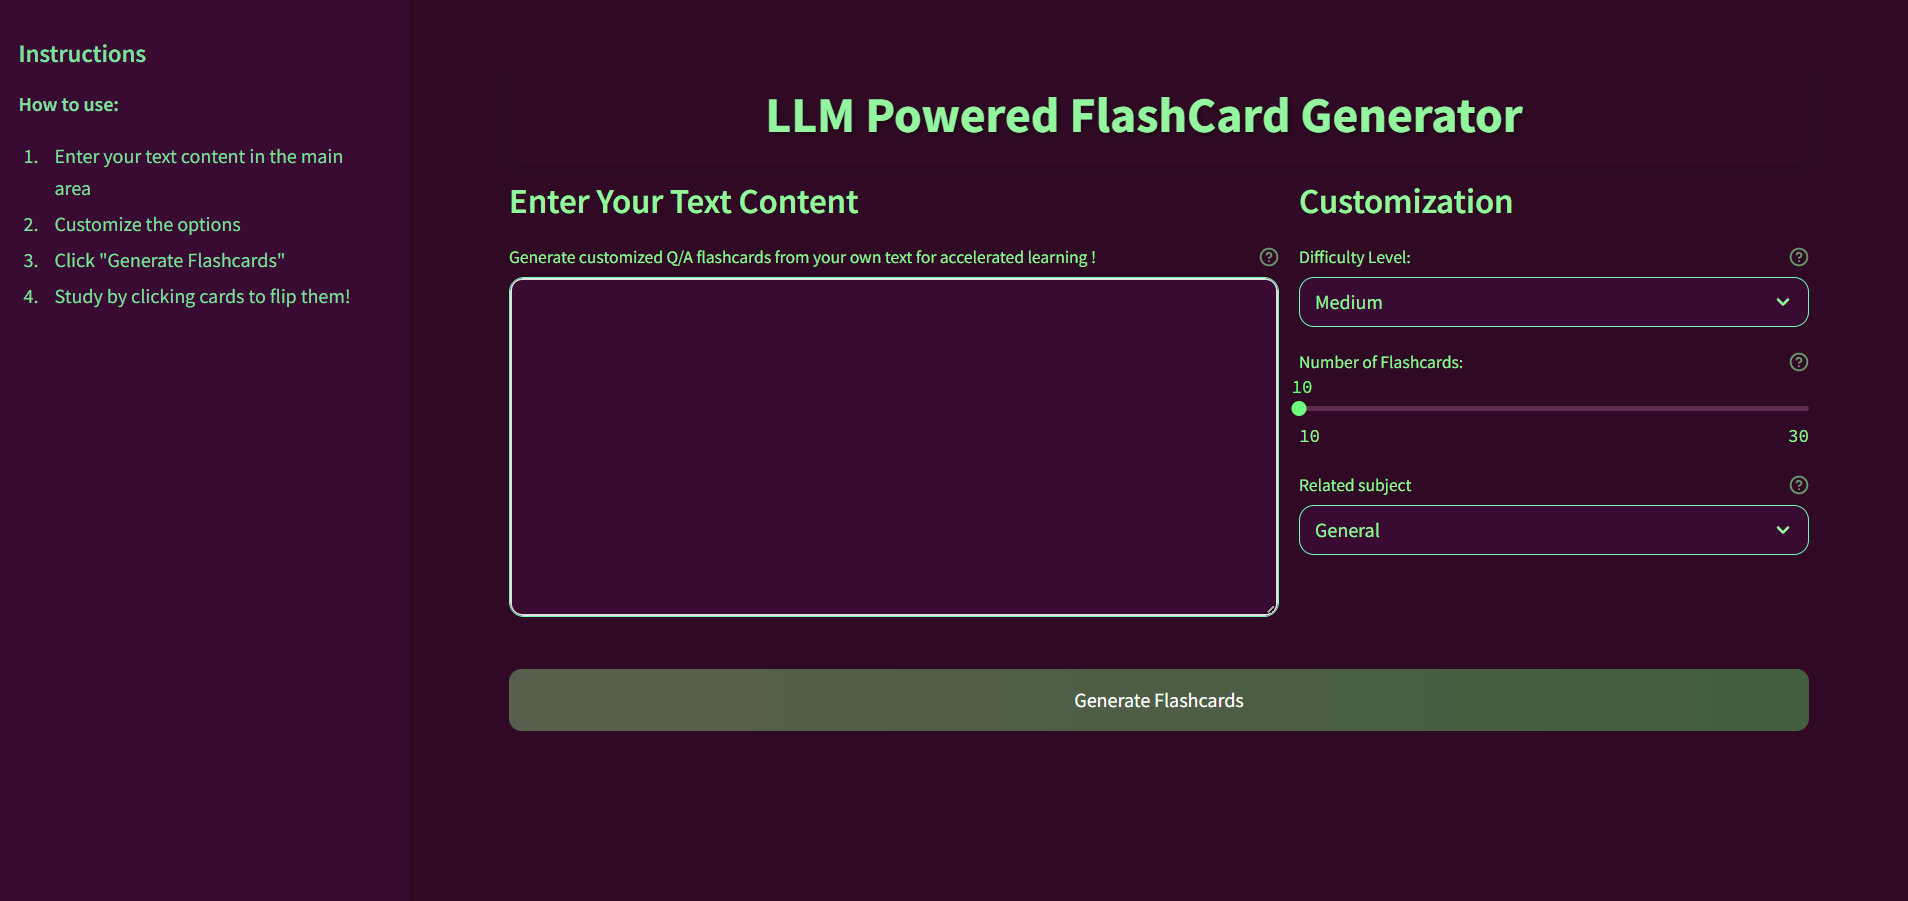 Instructions
How to use:
1. Enter your text content in the main
area
2. Customize the options
3. Click "Generate Flashcards"
4. Study by clicking cards to flip them!
LLM Powered FlashCard Generator
Enter Your Text Content
Generate customized Q/A flashcards from your own text for accelerated learning !
Customization
Difficulty Level:
Medium
Number of Flashcards:
10
10 30
Related subject
General
Generate Flashcards